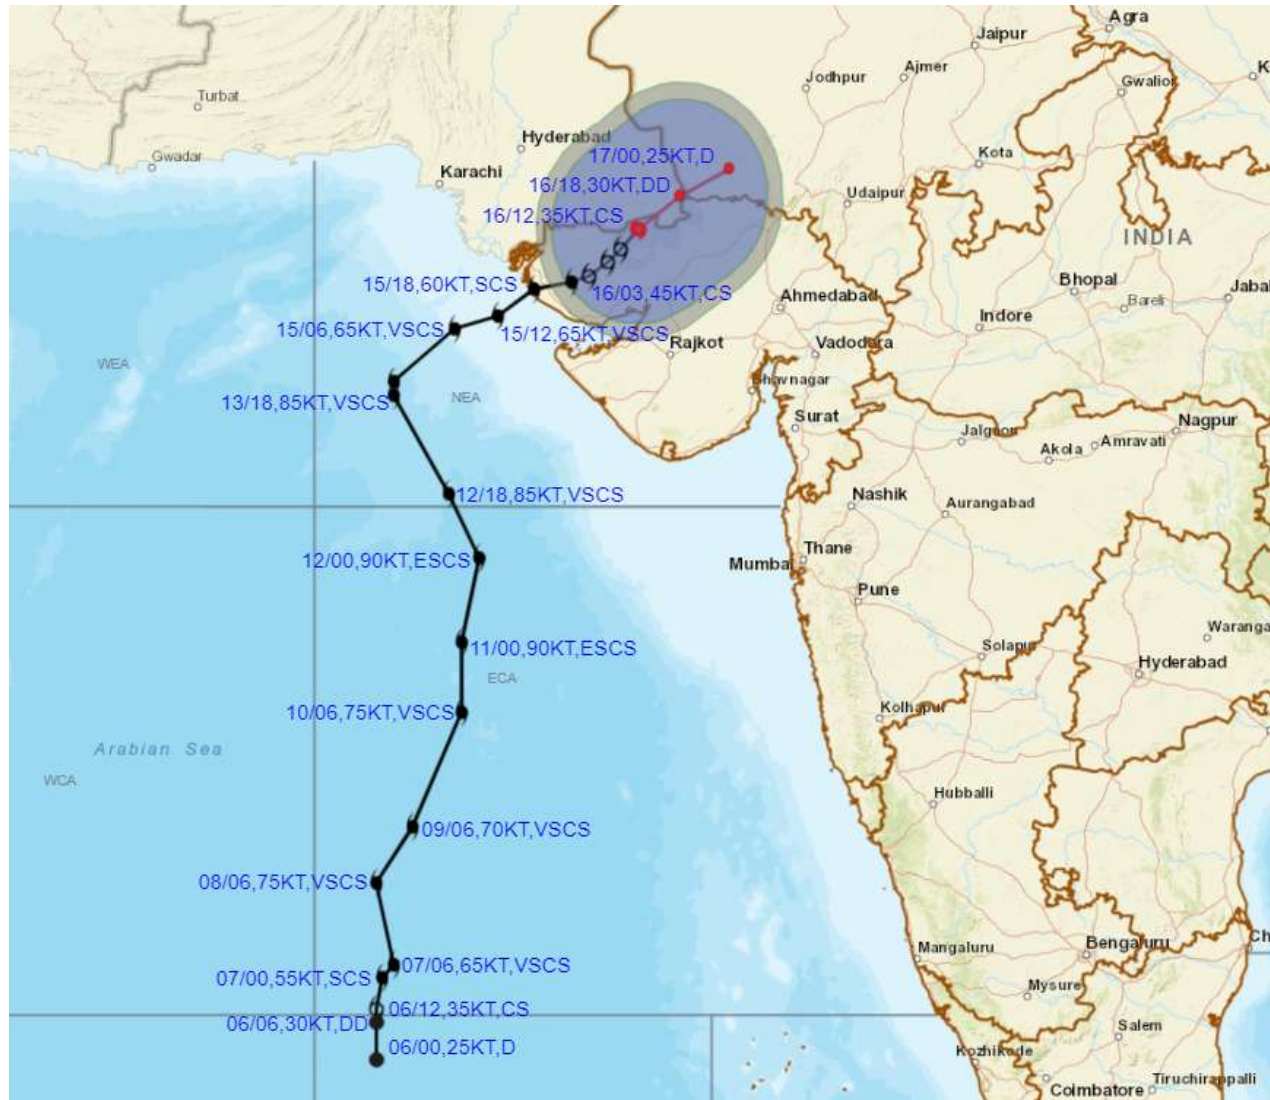 Agra
Jaipur
K
Ajmer
Jodhpur
Gwalior
Turbat
Hyderabad
Gwadar
17/00,25KT,D
Kota
Karachi
16/18,30KT,DD
Udaipur
16/12,35KT,CS
INDIA
15/18,60KT,SCS
16/03,45KT,CS
Bhopal
Ahmedabad
Bareli
Jabal
15/06,65KT,VSCS
15/12,65KT,VSCS
Indore
Rajkot
Vadodara
WEA
Bhavnagar
NEA
13/18,85KT,VSCS
Surat
Nagpur
Jalgaon
Amravati
Akola
12/18,85KT,VSCS
Nashik
Aurangabad
Thane
12/00,90KT,ESCS
Mumbai
Pune
Waranga
11/00,90KT,ESCS
Solapur
Hyderabad
ECA
10/06,75KT,VSCS
Kolhapur
Arabian Sea
WCA
Hubballi
09/06,70KT,VSCS
08/06,75KT,VSCS
Mangaluru
Bengaluru
Ch
07/06,65KT,VSCS
07/00,55KT,SCS
Mysure
06/12,35KT,CS
06/06,30KT,DD
Salem
06/00,25KT,D
Kozhikode
Tiruchirappalli
Coimbatore